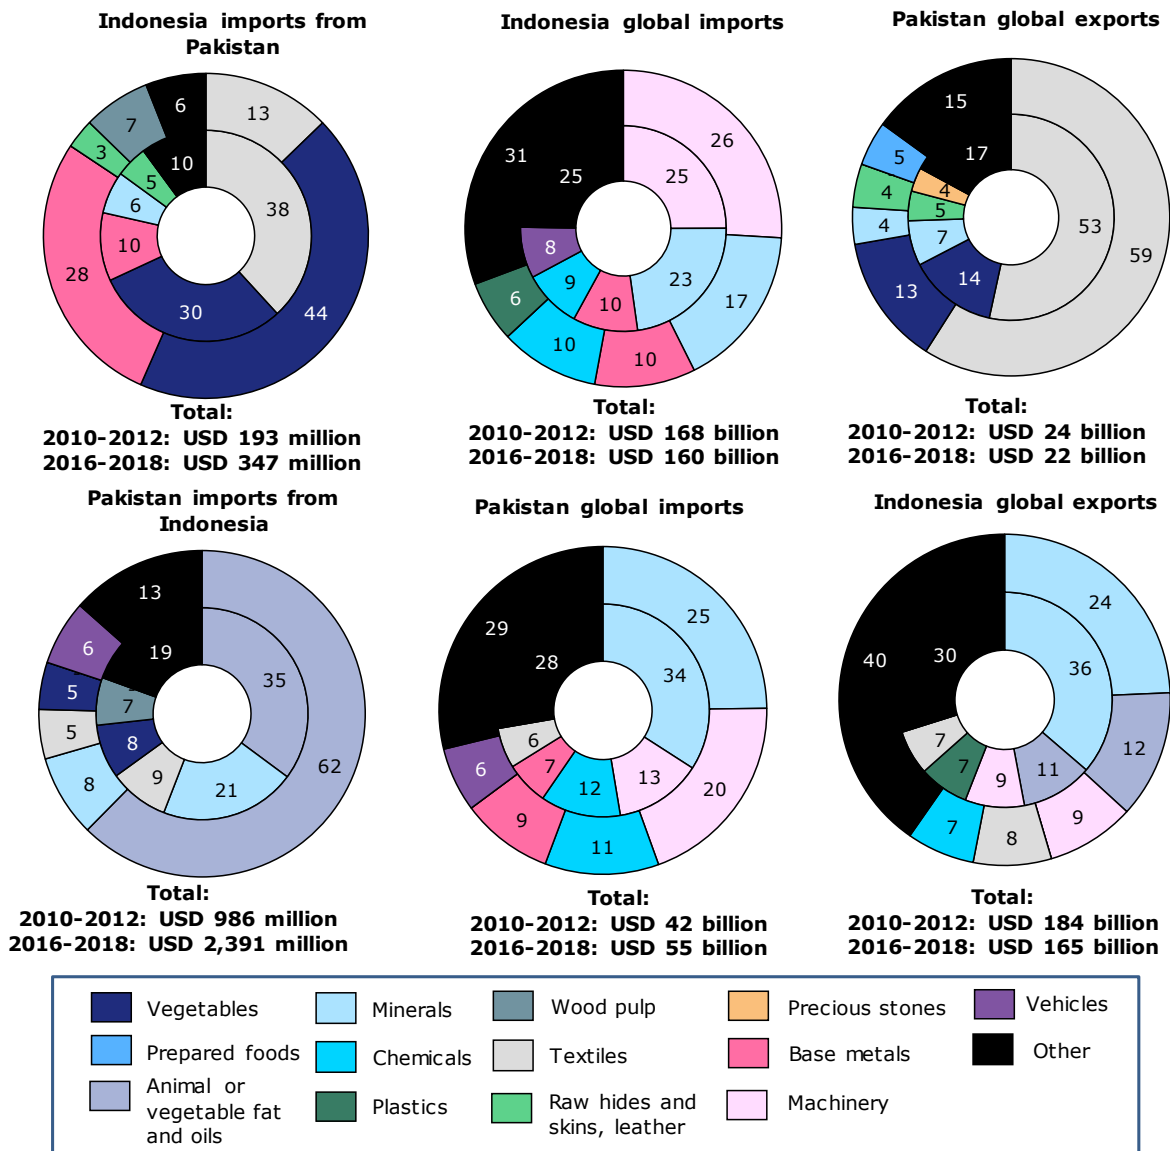 Indonesia imports from
Pakistan
6
13
7
3
10
5
6
38
10
28
30
44
Total:
2010-2012: USD 193 million
2016-2018: USD 347 million
Indonesia global imports
31
26
25
25
8
9
23
10
6
17
10
10
Total:
2010-2012: USD 168 billion
2016-2018: USD 160 billion
Pakistan global exports
15
17
5
4
4
5
4
7
53
59
14
13
Total:
2010-2012: USD 24 billion
2016-2018: USD 22 billion
Pakistan imports from
Indonesia
13
19
6
35
5
7
5
8
62
9
21
8
Total:
2010-2012: USD 986 million
2016-2018: USD 2,391 million
Pakistan global imports
29
25
28
34
6
7
13
12
6
20
9
11
Total:
2010-2012: USD 42 billion
2016-2018: USD 55 billion
Indonesia global exports
24
40
30
36
7
12
7
11
9
9
7
8
Total:
2010-2012: USD 184 billion
2016-2018: USD 165 billion
Vegetables
Minerals
Wood pulp
Precious stones
Vehicles
Prepared foods
Chemicals
Textiles
Base metals
Other
Animal or
vegetable fat
and oils
Plastics
Raw hides and
skins, leather
Machinery